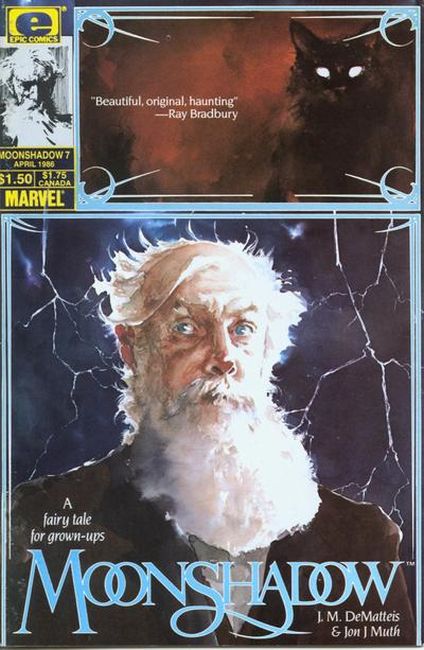 e®
EPIC COMICS
MOONSHADOW 7
APRIL 1986
$1.50 $1.75
CANADA
MARVEL®
"Beautiful, original, haunting"
—Ray Bradbury
A
fairy tale
for grown-ups
MOONSHADOW™
J. M. DeMatteis
& Jon J Muth